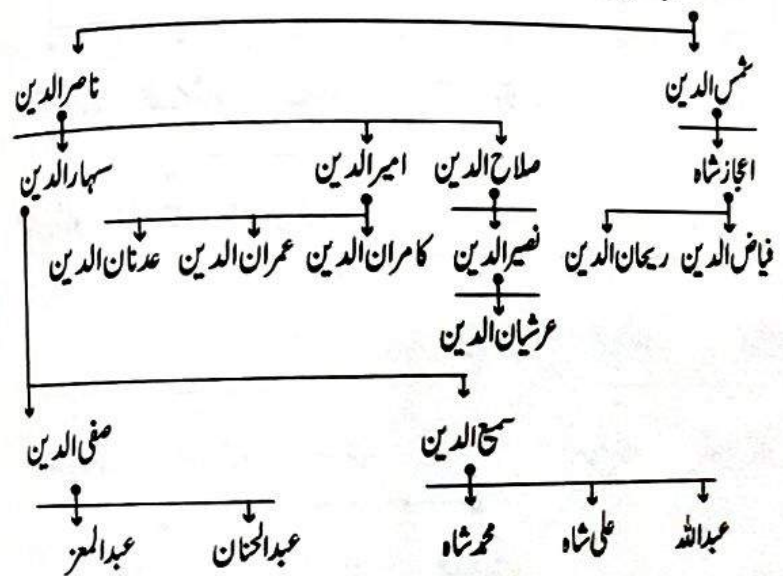 شمس الدین ناصر الدین
اعجاز شاہ صلاح الدین امیر الدین سہار الدین
فیاض الدین ریحان الدین نصیر الدین کامران الدین عمران الدین عدنان الدین
عرشیان الدین
سمیع الدین صفی الدین
عبداللہ علی شاہ محمد شاہ عبدالحنان عبدالمعز